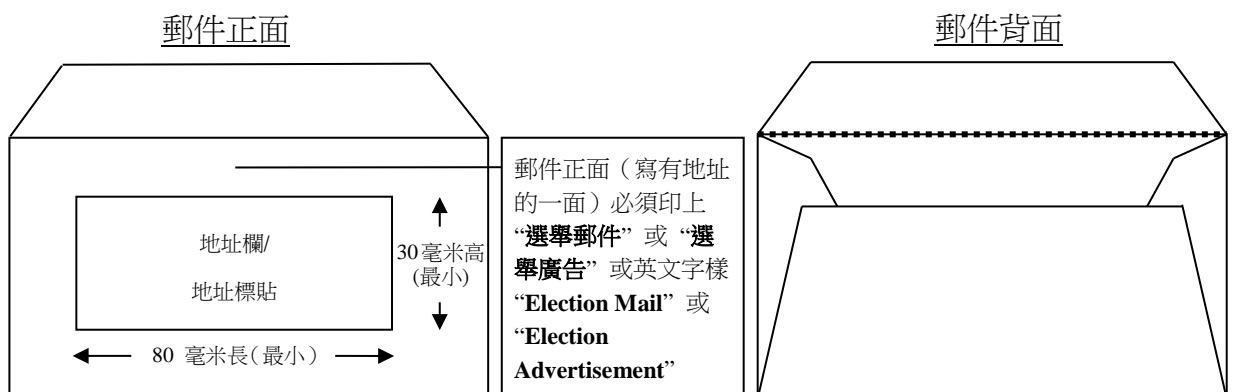 郵件正面
郵件背面
地址欄/
地址標貼
30毫米高
(最小)
80 毫米長(最小)
郵件正面(寫有地址
的一面)必須印上
“選舉郵件” 或 “選
舉廣告” 或英文字樣
“Election Mail” 或
“Election
Advertisement”